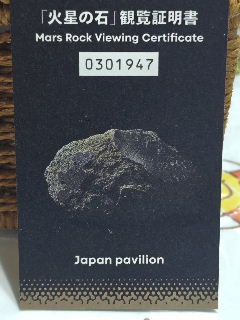 「火星の石」観覧証明書
Mars Rock Viewing Certificate
0301947
Japan pavilion